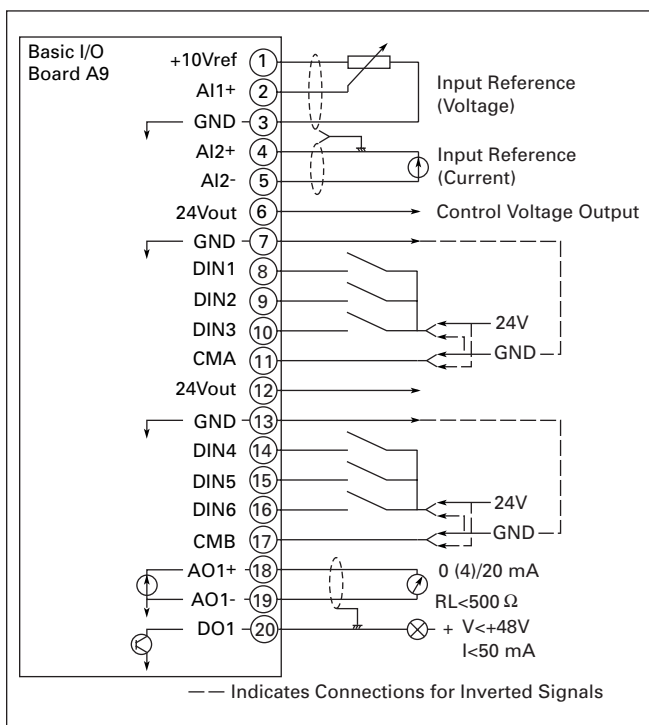 Basic I/O
Board A9
+10Vref 1
AI1+ 2
GND 3
AI2+ 4
AI2- 5
24Vout 6
GND 7
DIN1 8
DIN2 9
DIN3 10
CMA 11
24Vout 12
GND 13
DIN4 14
DIN5 15
DIN6 16
CMB 17
AO1+ 18
AO1- 19
DO1 20
Input Reference
(Voltage)
Input Reference
(Current)
Control Voltage Output
24V
GND
24V
GND
0 (4)/20 mA
RL<500 Ω
+ V<+48V
I<50 mA
Indicates Connections for Inverted Signals